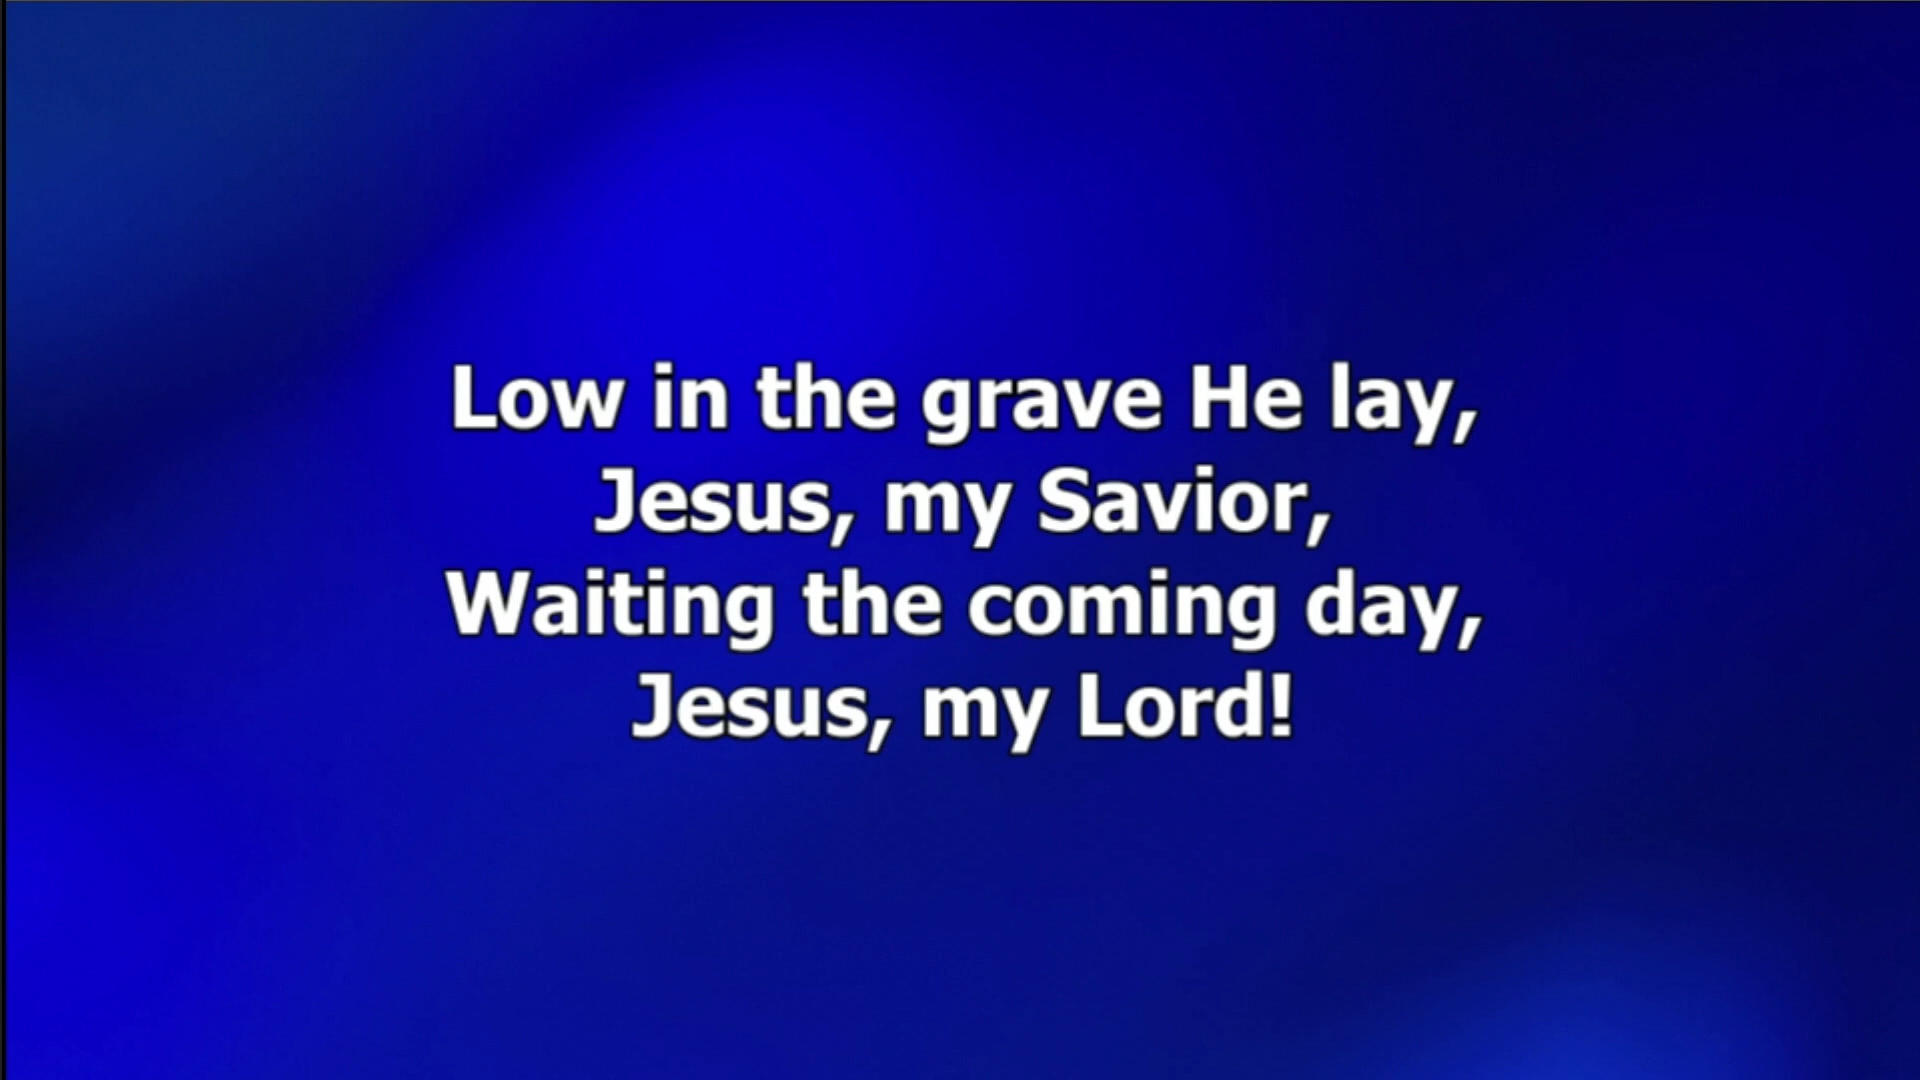 Low in the grave He lay,
Jesus, my Savior,
Waiting the coming day,
Jesus, my Lord!